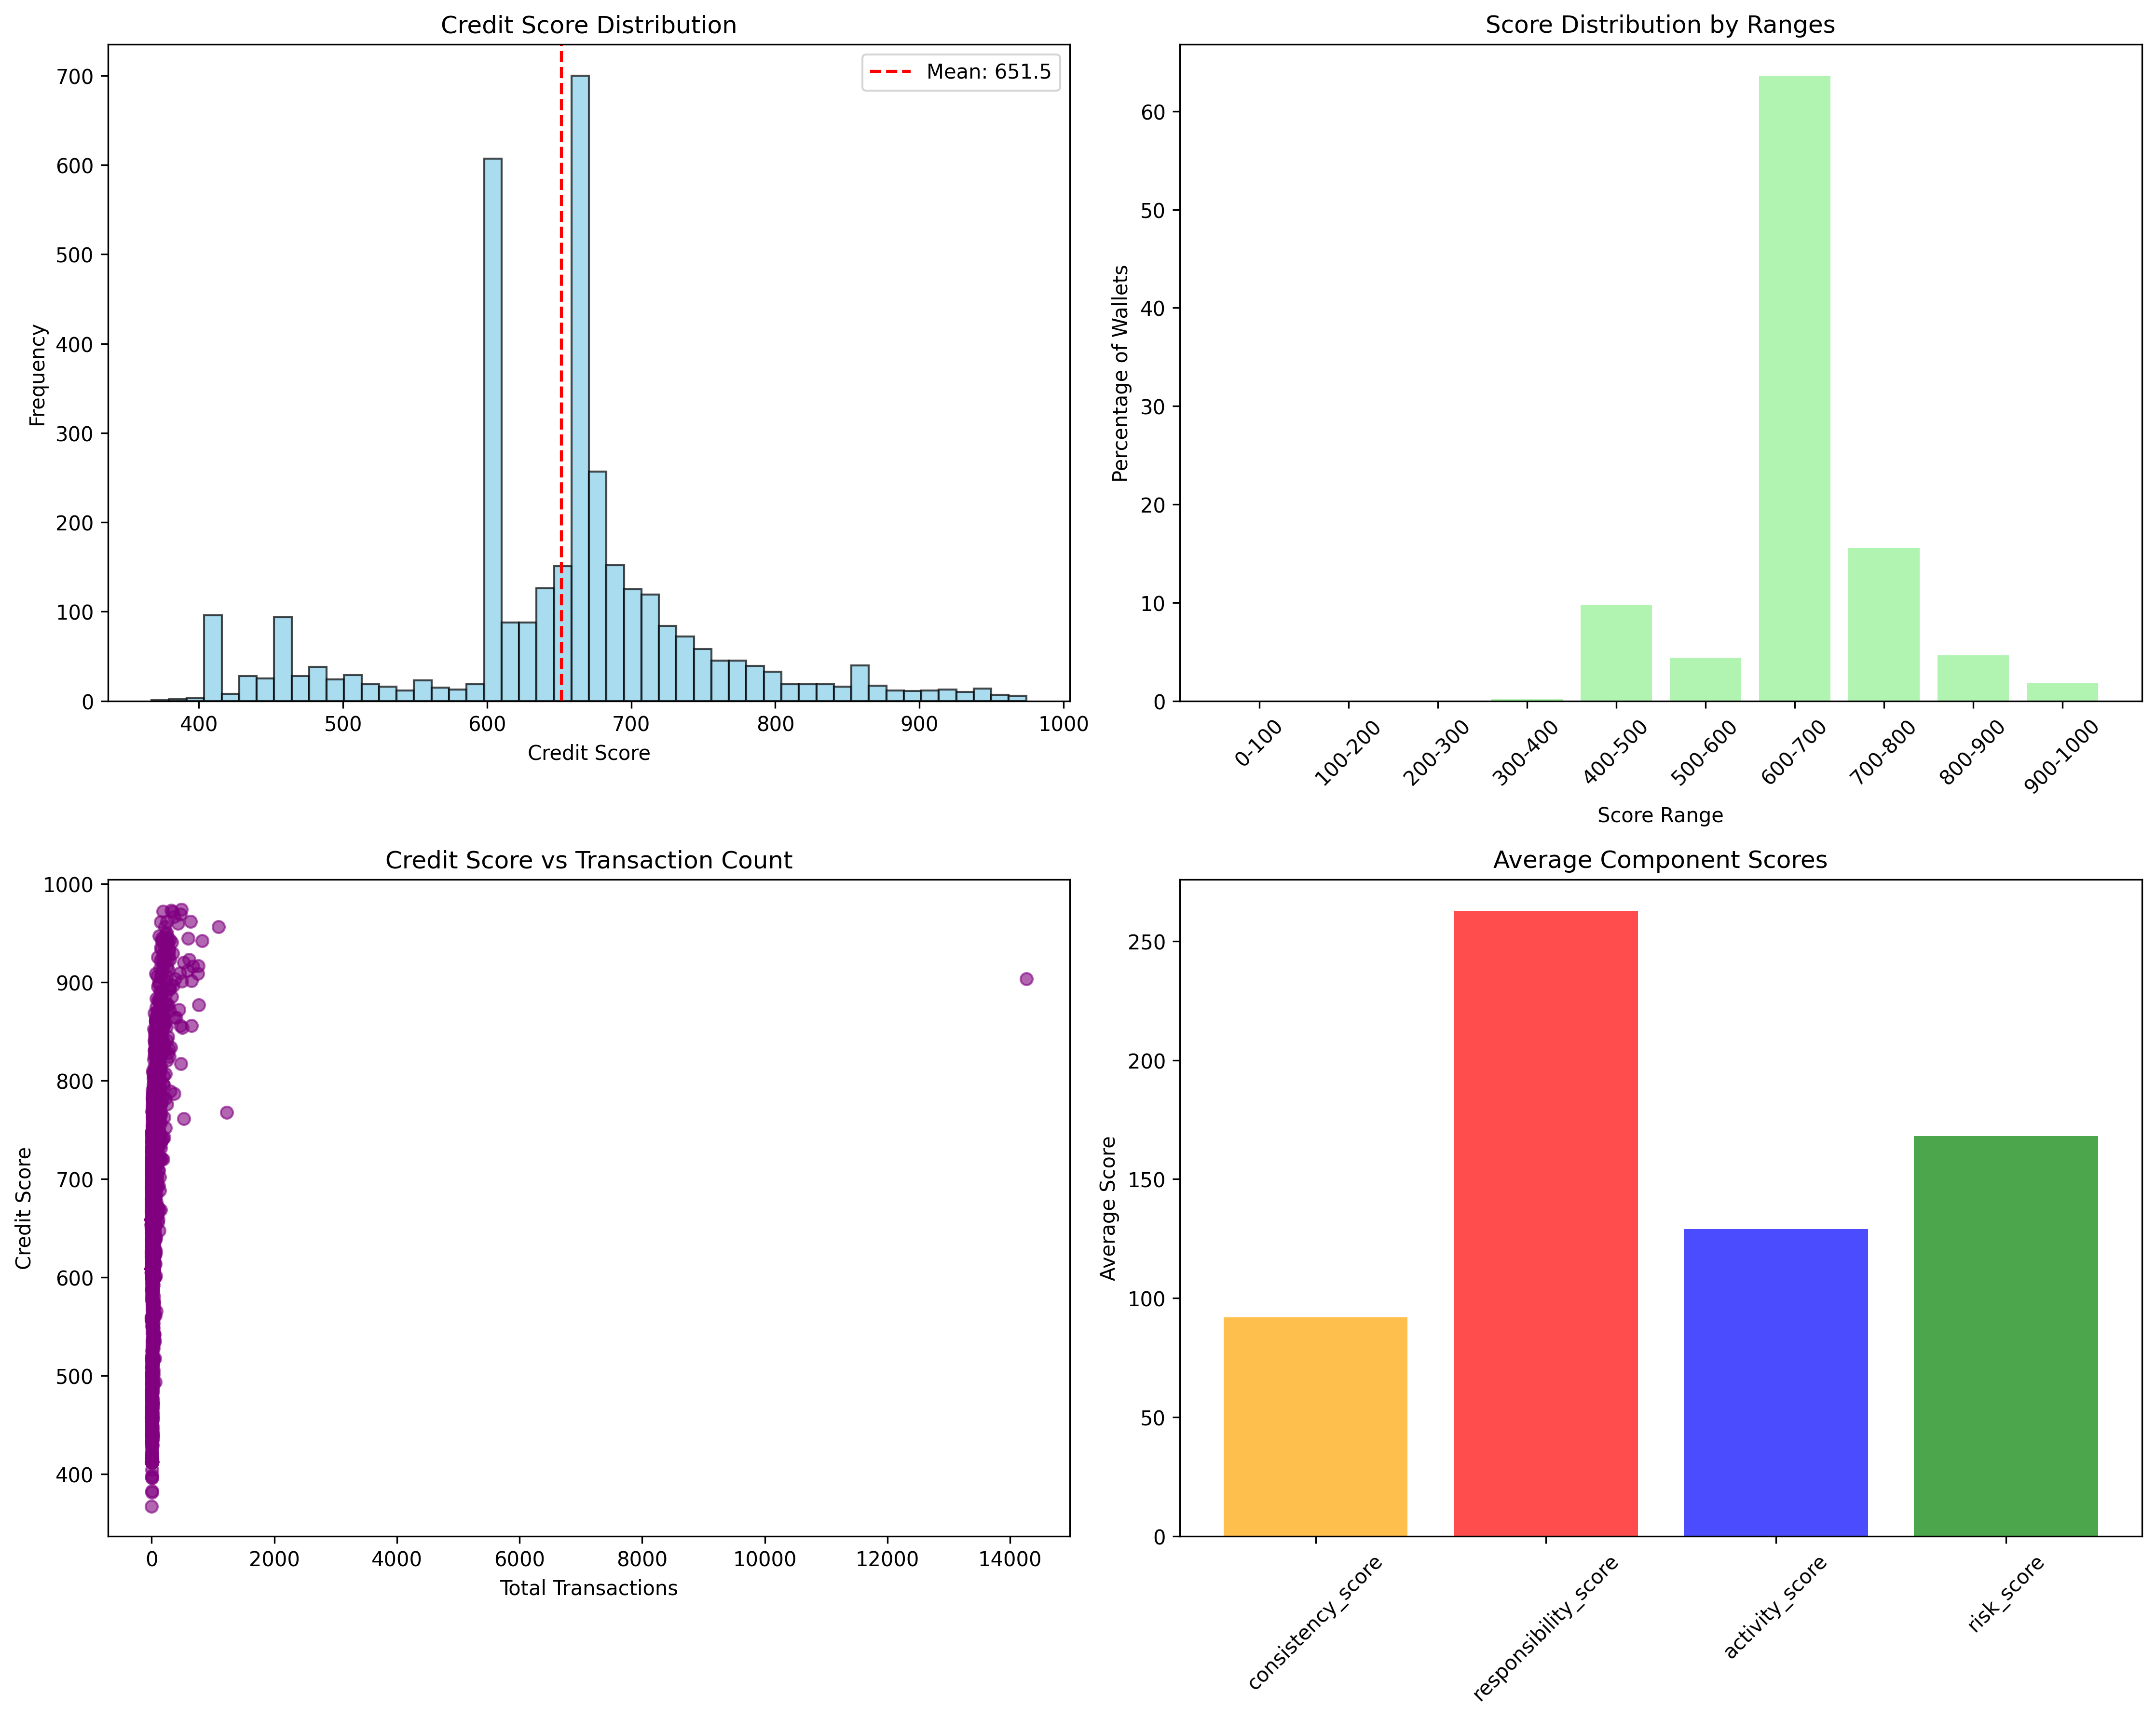 Credit Score Distribution
Frequency
700
600
500
400
300
200
100
0
Mean: 651.5
400 500 600 700 800 900 1000
Credit Score
Score Distribution by Ranges
Percentage of Wallets
60
50
40
30
20
10
0
0-100 100-200 200-300 300-400 400-500 500-600 600-700 700-800 800-900 900-1000
Score Range
Credit Score vs Transaction Count
Credit Score
1000
900
800
700
600
500
400
0 2000 4000 6000 8000 10000 12000 14000
Total Transactions
Average Component Scores
Average Score
250
200
150
100
50
0
consistency_score responsibility_score activity_score risk_score